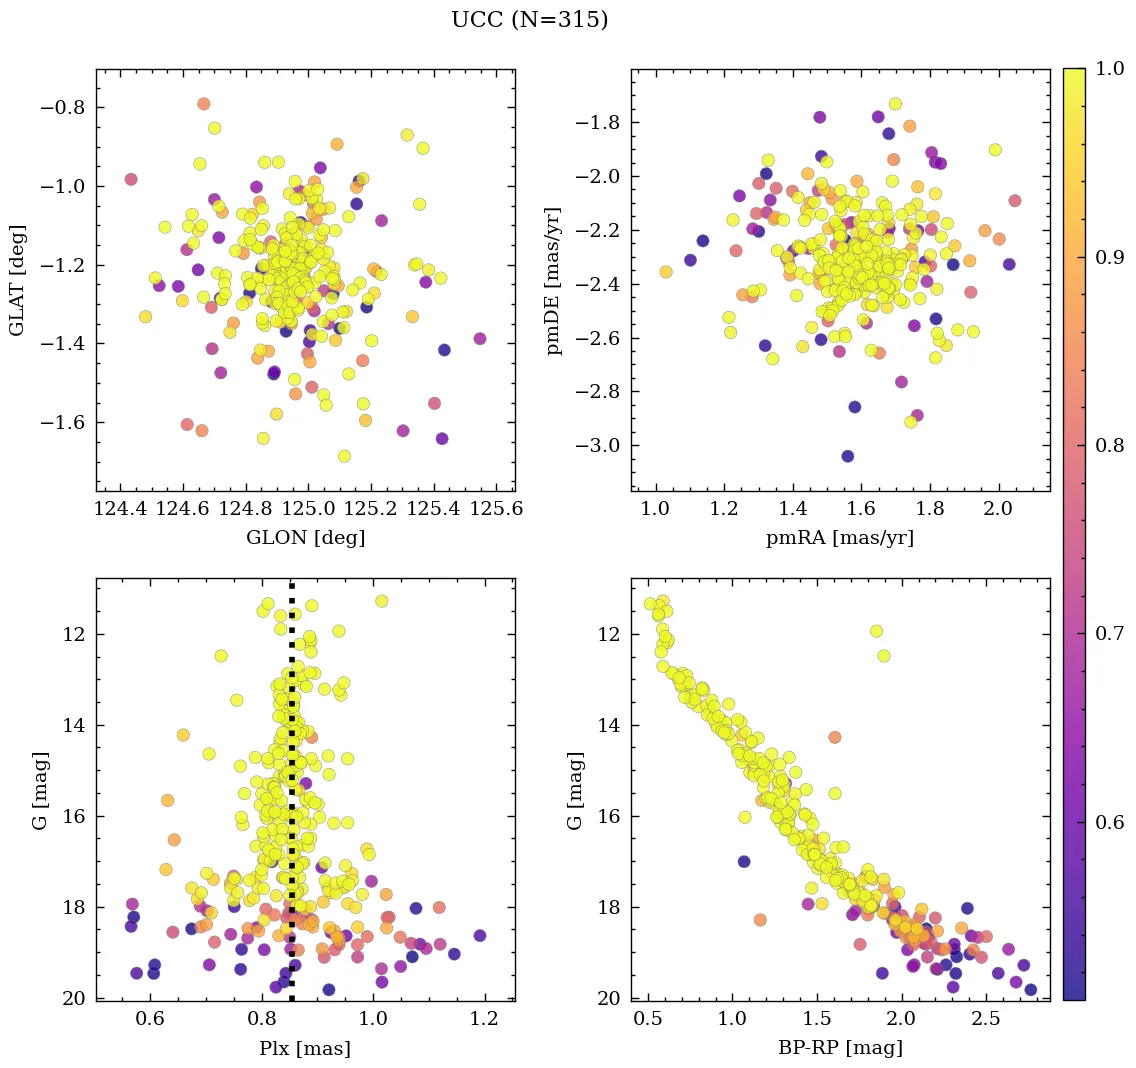 UCC (N=315)
−0.8
−1.0
−1.2
−1.4
−1.6
GLAT [deg]
124.4 124.6 124.8 125.0 125.2 125.4 125.6
GLON [deg]
−1.8
−2.0
−2.2
−2.4
−2.6
−2.8
−3.0
pmDE [mas/yr]
1.0 1.2 1.4 1.6 1.8 2.0
pmRA [mas/yr]
12
14
16
18
20
G [mag]
0.6 0.8 1.0 1.2
Plx [mas]
12
14
16
18
20
G [mag]
0.5 1.0 1.5 2.0 2.5
BP-RP [mag]
1.0
0.9
0.8
0.7
0.6